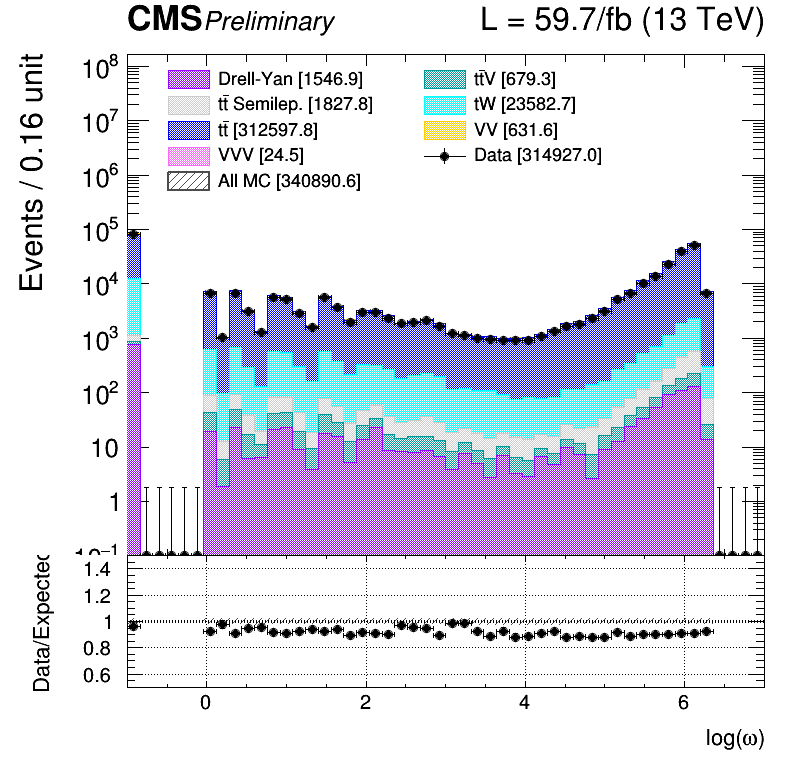 CMS Preliminary L = 59.7/fb (13 TeV)
Events / 0.16 unit
10⁸
10⁷
10⁶
10⁵
10⁴
10³
10²
10
1
Drell-Yan [1546.9]
tt̄ Semilep. [1827.8]
tt̄ [312597.8]
VVV [24.5]
All MC [340890.6]
tt̄V [679.3]
tW [23582.7]
VV [631.6]
Data [314927.0]
Data/Expected
1.4
1.2
1
0.8
0.6
0 2 4 6
log(ω)